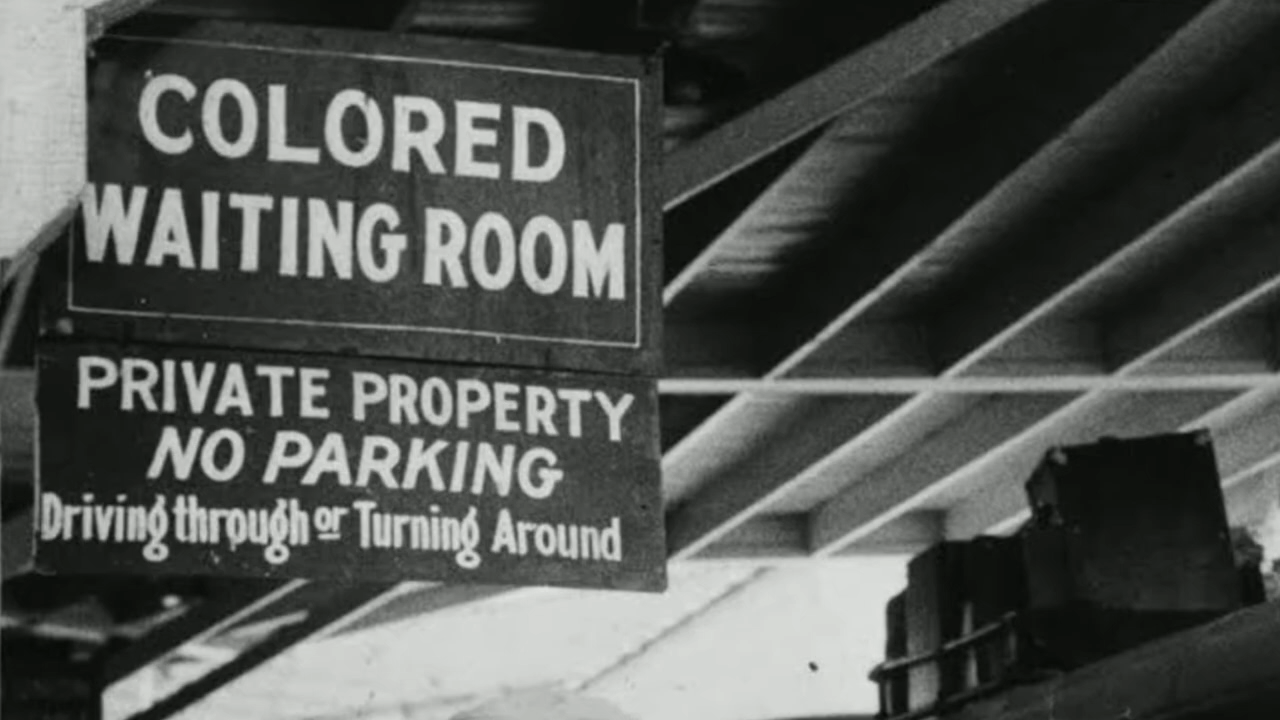 COLORED
WAITING ROOM
PRIVATE PROPERTY
NO PARKING
Driving through or Turning Around